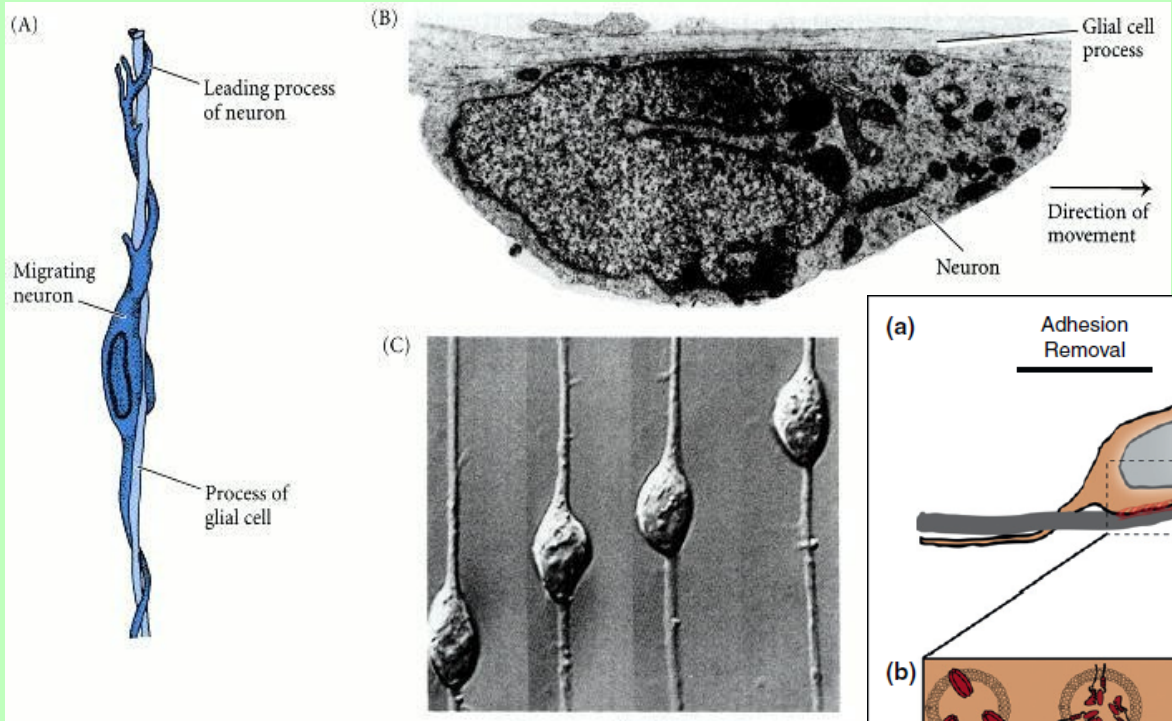 (A)
Leading process
of neuron
Migrating
neuron
Process of
glial cell
(B)
Glial cell
process
Direction of
movement
Neuron
(C)
(a)
Adhesion
Removal
(b)